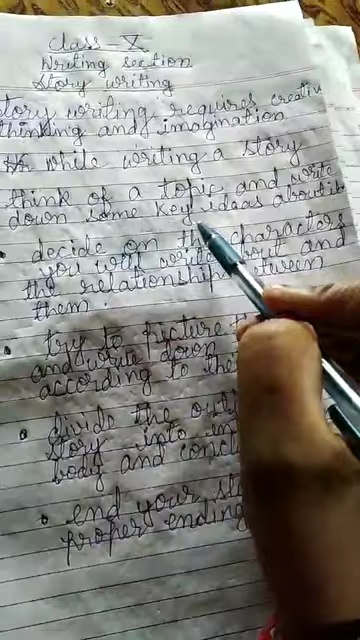 Class - X
Writing section
Story writing
tory writing requires creativ
thinking and imagination
while writing a story
think of a topic and write
down some key ideas about it
decide on the characters
you will write about and
the relationship between
them.
try to picture
and write down
according to the
divide the
story into
body and conc
end your st
proper ending